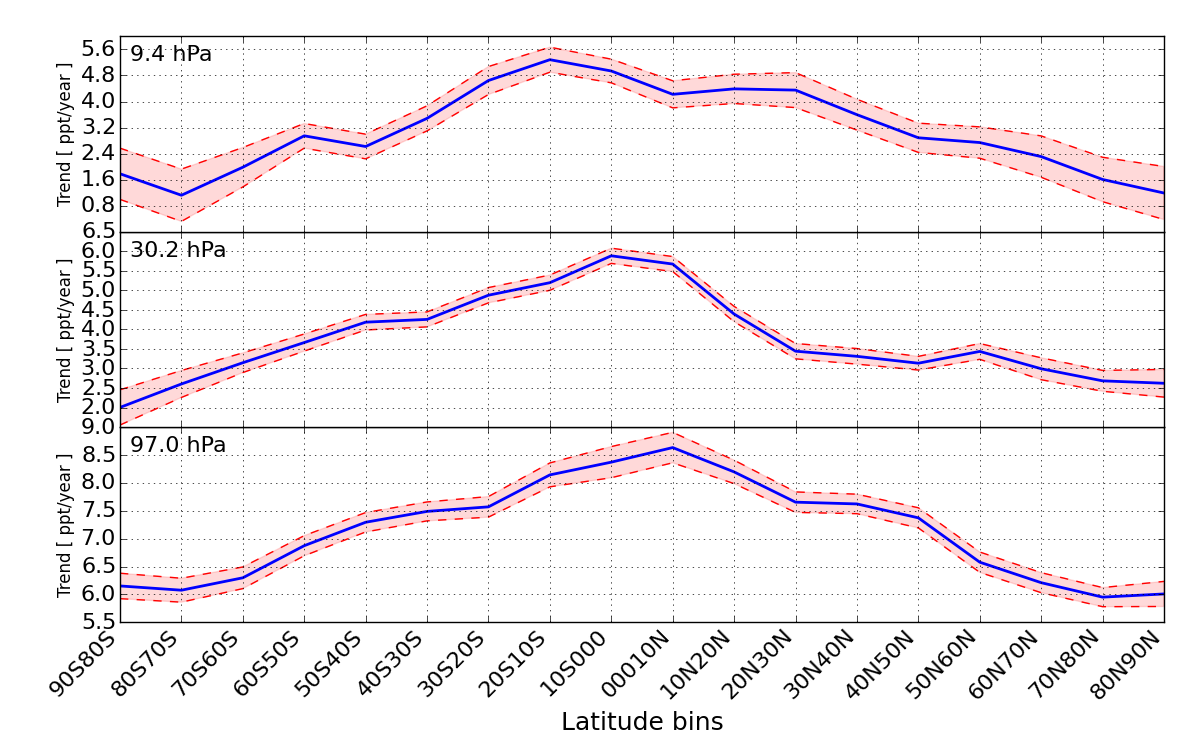 9.4 hPa
5.6
4.8
4.0
3.2
2.4
1.6
0.8
Trend [ ppt/year ]
30.2 hPa
6.5
6.0
5.5
5.0
4.5
4.0
3.5
3.0
2.5
2.0
Trend [ ppt/year ]
97.0 hPa
9.0
8.5
8.0
7.5
7.0
6.5
6.0
5.5
Trend [ ppt/year ]
90S80S
80S70S
70S60S
60S50S
50S40S
40S30S
30S20S
20S10S
10S000
00010N
10N20N
20N30N
30N40N
40N50N
50N60N
60N70N
70N80N
80N90N
Latitude bins